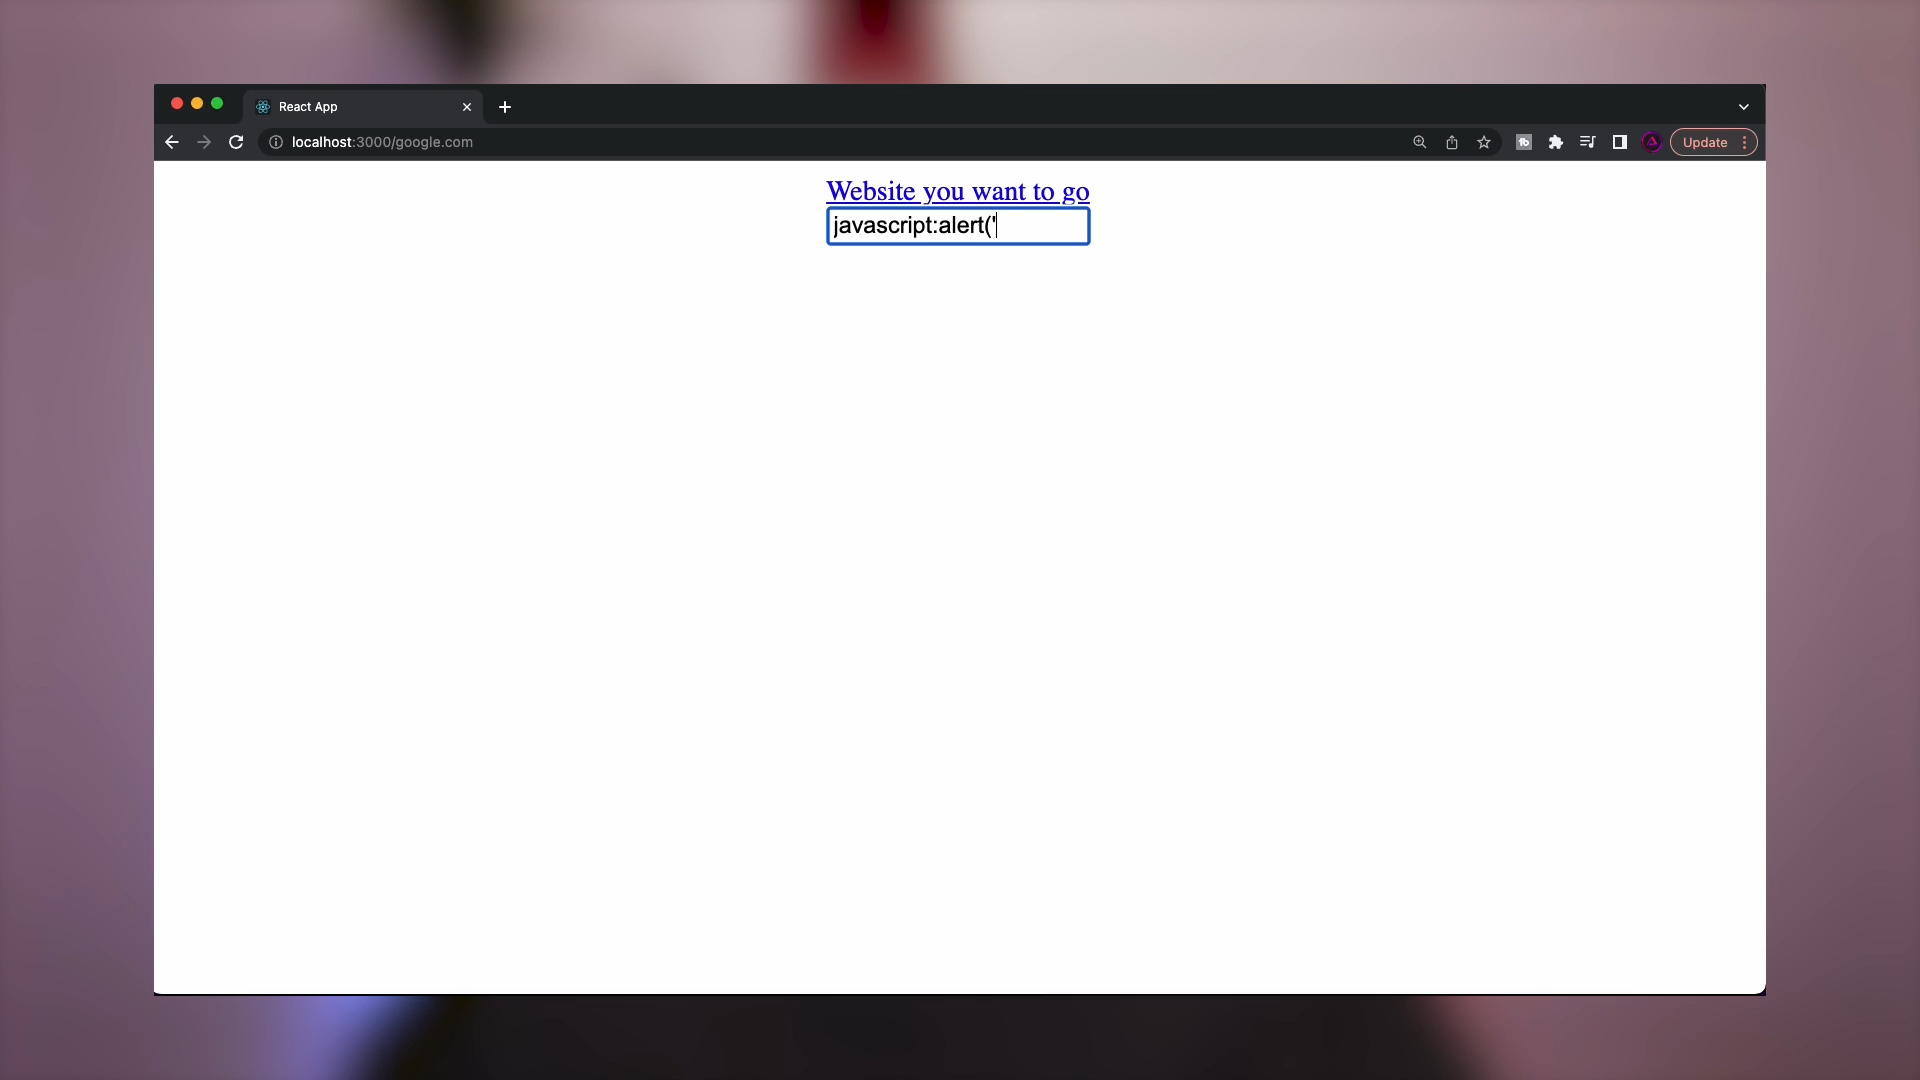 React App
localhost:3000/google.com
Update
Website you want to go
javascript:alert('